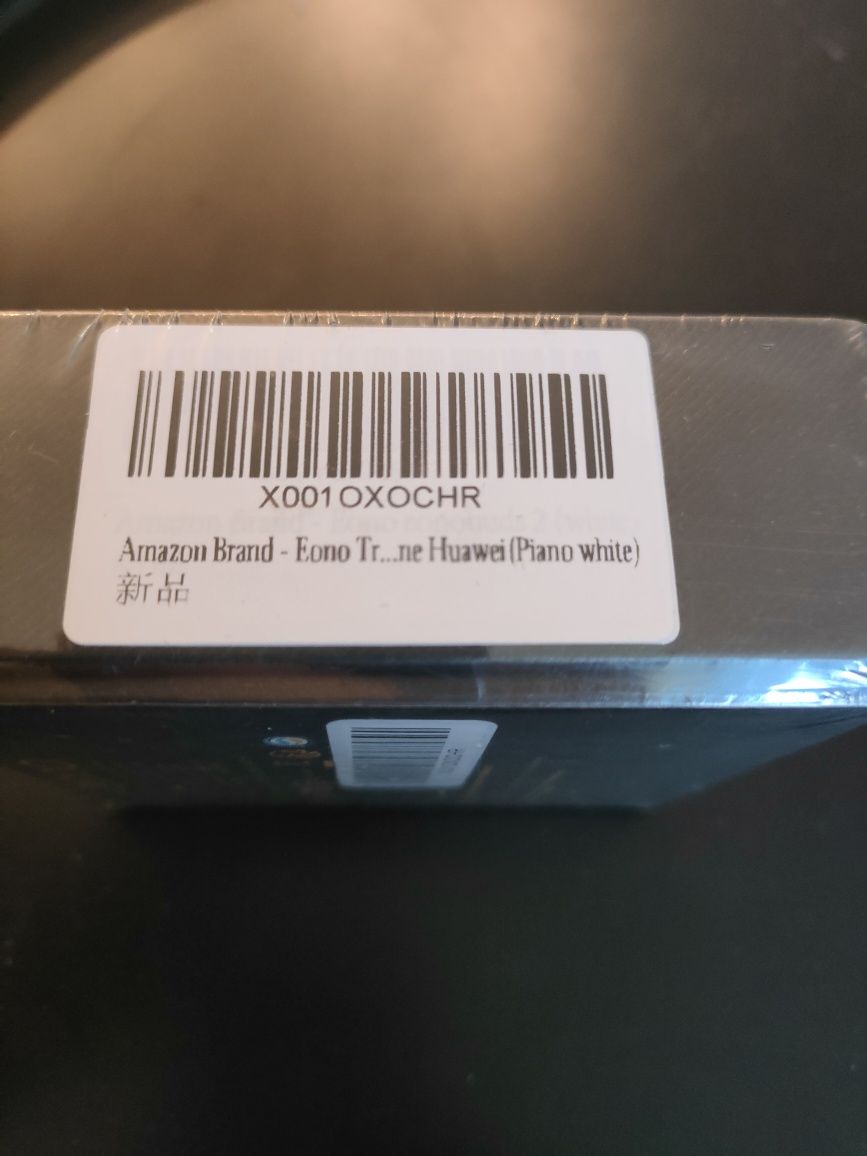 X001OXOCHR
Amazon Brand - Eono Tr...ne Huawei (Piano white)
新品